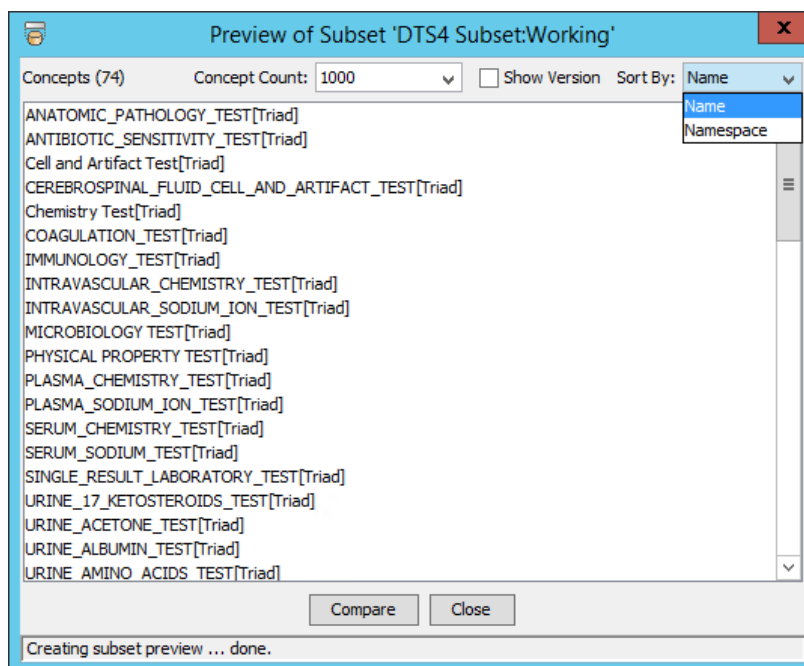 Preview of Subset 'DTS4 Subset:Working'
x
Concepts (74) Concept Count: 1000 Show Version Sort By: Name
Name
Namespace
ANATOMIC_PATHOLOGY_TEST[Triad]
ANTIBIOTIC_SENSITIVITY_TEST[Triad]
Cell and Artifact Test[Triad]
CEREBROSPINAL_FLUID_CELL_AND_ARTIFACT_TEST[Triad]
Chemistry Test[Triad]
COAGULATION_TEST[Triad]
IMMUNOLOGY_TEST[Triad]
INTRAVASCULAR_CHEMISTRY_TEST[Triad]
INTRAVASCULAR_SODIUM_ION_TEST[Triad]
MICROBIOLOGY TEST[Triad]
PHYSICAL PROPERTY TEST[Triad]
PLASMA_CHEMISTRY_TEST[Triad]
PLASMA_SODIUM_ION_TEST[Triad]
SERUM_CHEMISTRY_TEST[Triad]
SERUM_SODIUM_TEST[Triad]
SINGLE_RESULT_LABORATORY_TEST[Triad]
URINE_17_KETOSTEROIDS_TEST[Triad]
URINE_ACETONE_TEST[Triad]
URINE_ALBUMIN_TEST[Triad]
URINE_AMINO_ACIDS_TEST[Triad]
Compare Close
Creating subset preview ... done.